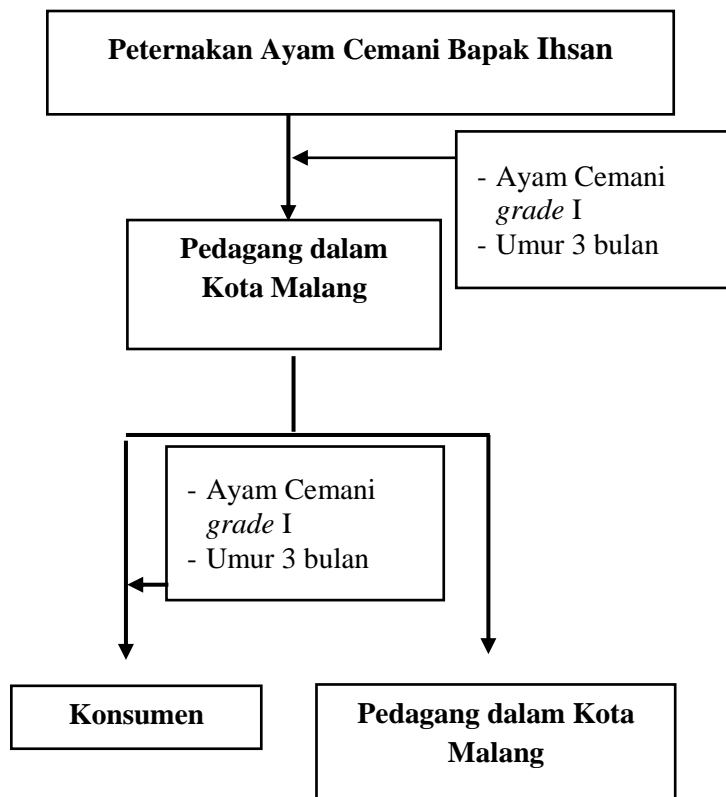 Peternakan Ayam Cemani Bapak Ihsan
- Ayam Cemani
grade I
- Umur 3 bulan
Pedagang dalam
Kota Malang
- Ayam Cemani
grade I
- Umur 3 bulan
Konsumen
Pedagang dalam Kota
Malang